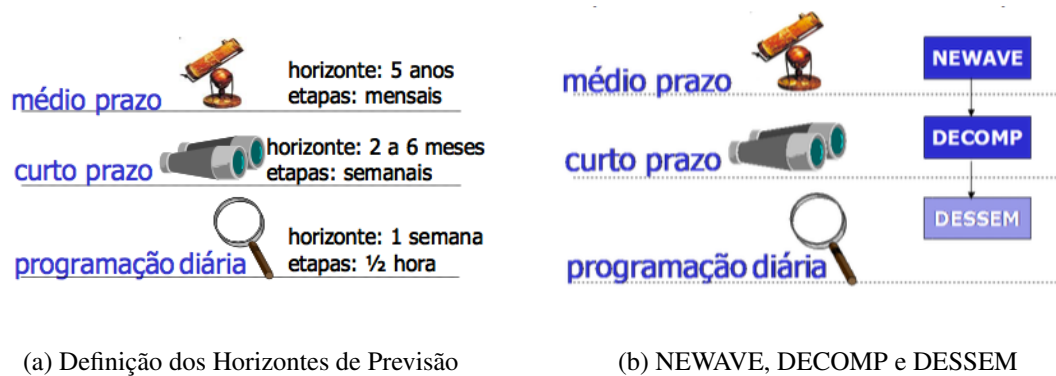 horizonte: 5 anos
médio prazo
etapas: mensais
horizonte: 2 a 6 meses
curto prazo
etapas: semanais
horizonte: 1 semana
programação diária
etapas: ½ hora
(a) Definição dos Horizontes de Previsão
NEWAVE
médio prazo
DECOMP
curto prazo
DESSEM
programação diária
(b) NEWAVE, DECOMP e DESSEM